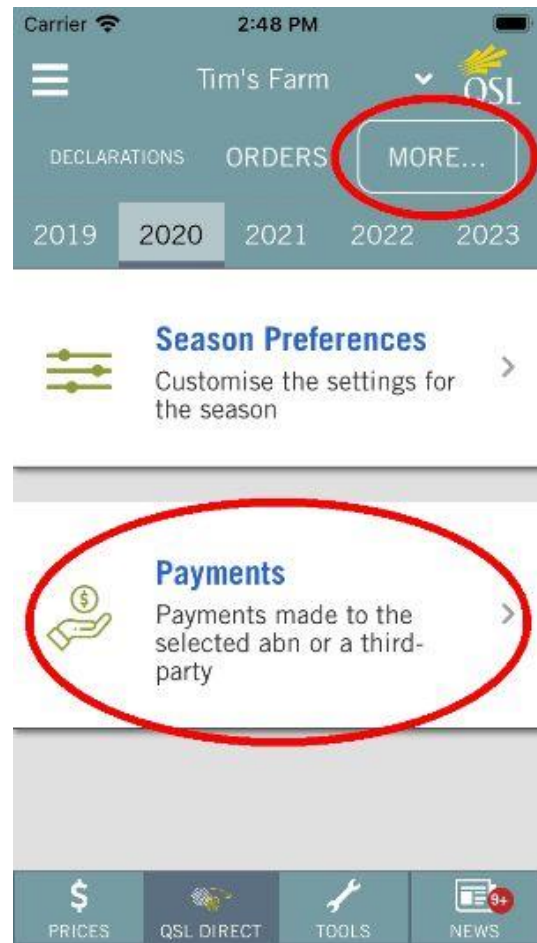 Carrier 2:48 PM
Tim's Farm QSL
DECLARATIONS ORDERS MORE...
2019 2020 2021 2022 2023
Season Preferences
Customise the settings for
the season
$
Payments
Payments made to the
selected abn or a third-
party
$ 9+
PRICES QSL DIRECT TOOLS NEWS